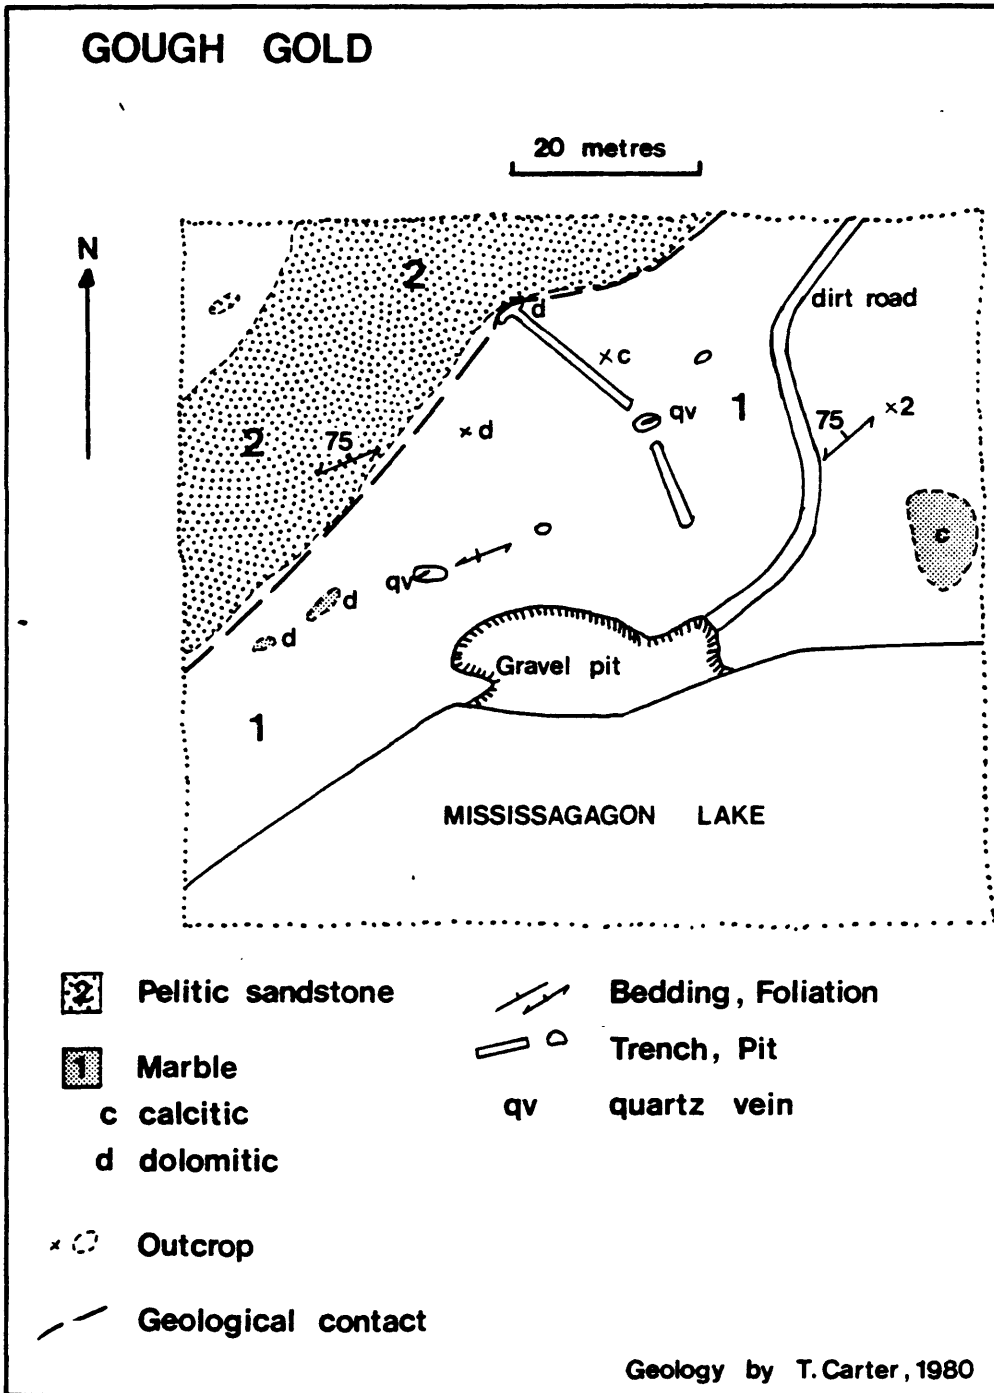 GOUGH GOLD
20 metres
N
2
d
dirt road
c
qv
1
75
2
d
2
75
c
qv
d
d
Gravel pit
1
MISSISSAGAGON LAKE
2 Pelitic sandstone
1 Marble
c calcitic
d dolomitic
Outcrop
Geological contact
Bedding, Foliation
Trench, Pit
qv quartz vein
Geology by T. Carter, 1980